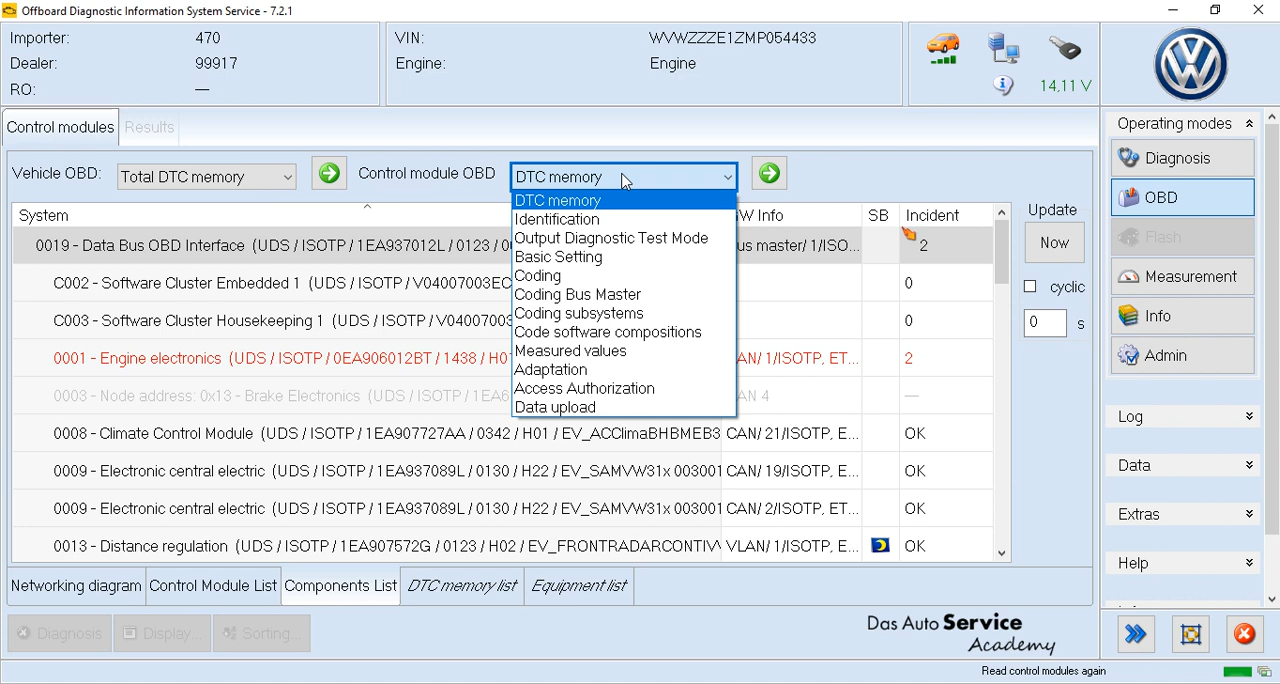 Offboard Diagnostic Information System Service - 7.2.1
Importer: 470
Dealer: 99917
RO: —
VIN: WVWZZZE1ZMP054433
Engine: Engine
14,11 V
Control modules Results
Vehicle OBD: Total DTC memory Control module OBD DTC memory
DTC memory
Identification
Output Diagnostic Test Mode
Basic Setting
Coding
Coding Bus Master
Coding subsystems
Code software compositions
Measured values
Adaptation
Access Authorization
Data upload
System W Info SB Incident
0019 - Data Bus OBD Interface (UDS / ISOTP / 1EA937012L / 0123 / 0 us master/ 1/ISO... 2
C002 - Software Cluster Embedded 1 (UDS / ISOTP / V04007003EC 0
C003 - Software Cluster Housekeeping 1 (UDS / ISOTP / V0400700 0
0001 - Engine electronics (UDS / ISOTP / 0EA906012BT / 1438 / H0 AN/ 1/ISOTP, ET... 2
0003 - Node address: 0x13 - Brake Electronics (UDS / ISOTP / 1EA6 AN 4 —
0008 - Climate Control Module (UDS / ISOTP / 1EA907727AA / 0342 / H01 / EV_ACClimaBHBMEB3 CAN/ 21/ISOTP, E... OK
0009 - Electronic central electric (UDS / ISOTP / 1EA937089L / 0130 / H22 / EV_SAMVW31x 003001 CAN/ 19/ISOTP, E... OK
0009 - Electronic central electric (UDS / ISOTP / 1EA937089L / 0130 / H22 / EV_SAMVW31x 003001 CAN/ 2/ISOTP, ET... OK
0013 - Distance regulation (UDS / ISOTP / 1EA907572G / 0123 / H02 / EV_FRONTRADARCONTIV VLAN/ 1/ISOTP, E... OK
Update
Now
cyclic
0 s
Networking diagram Control Module List Components List DTC memory list Equipment list
Diagnosis Display... Sorting...
Das Auto Service
Academy
Operating modes
Diagnosis
OBD
Flash
Measurement
Info
Admin
Log
Data
Extras
Help
Read control modules again